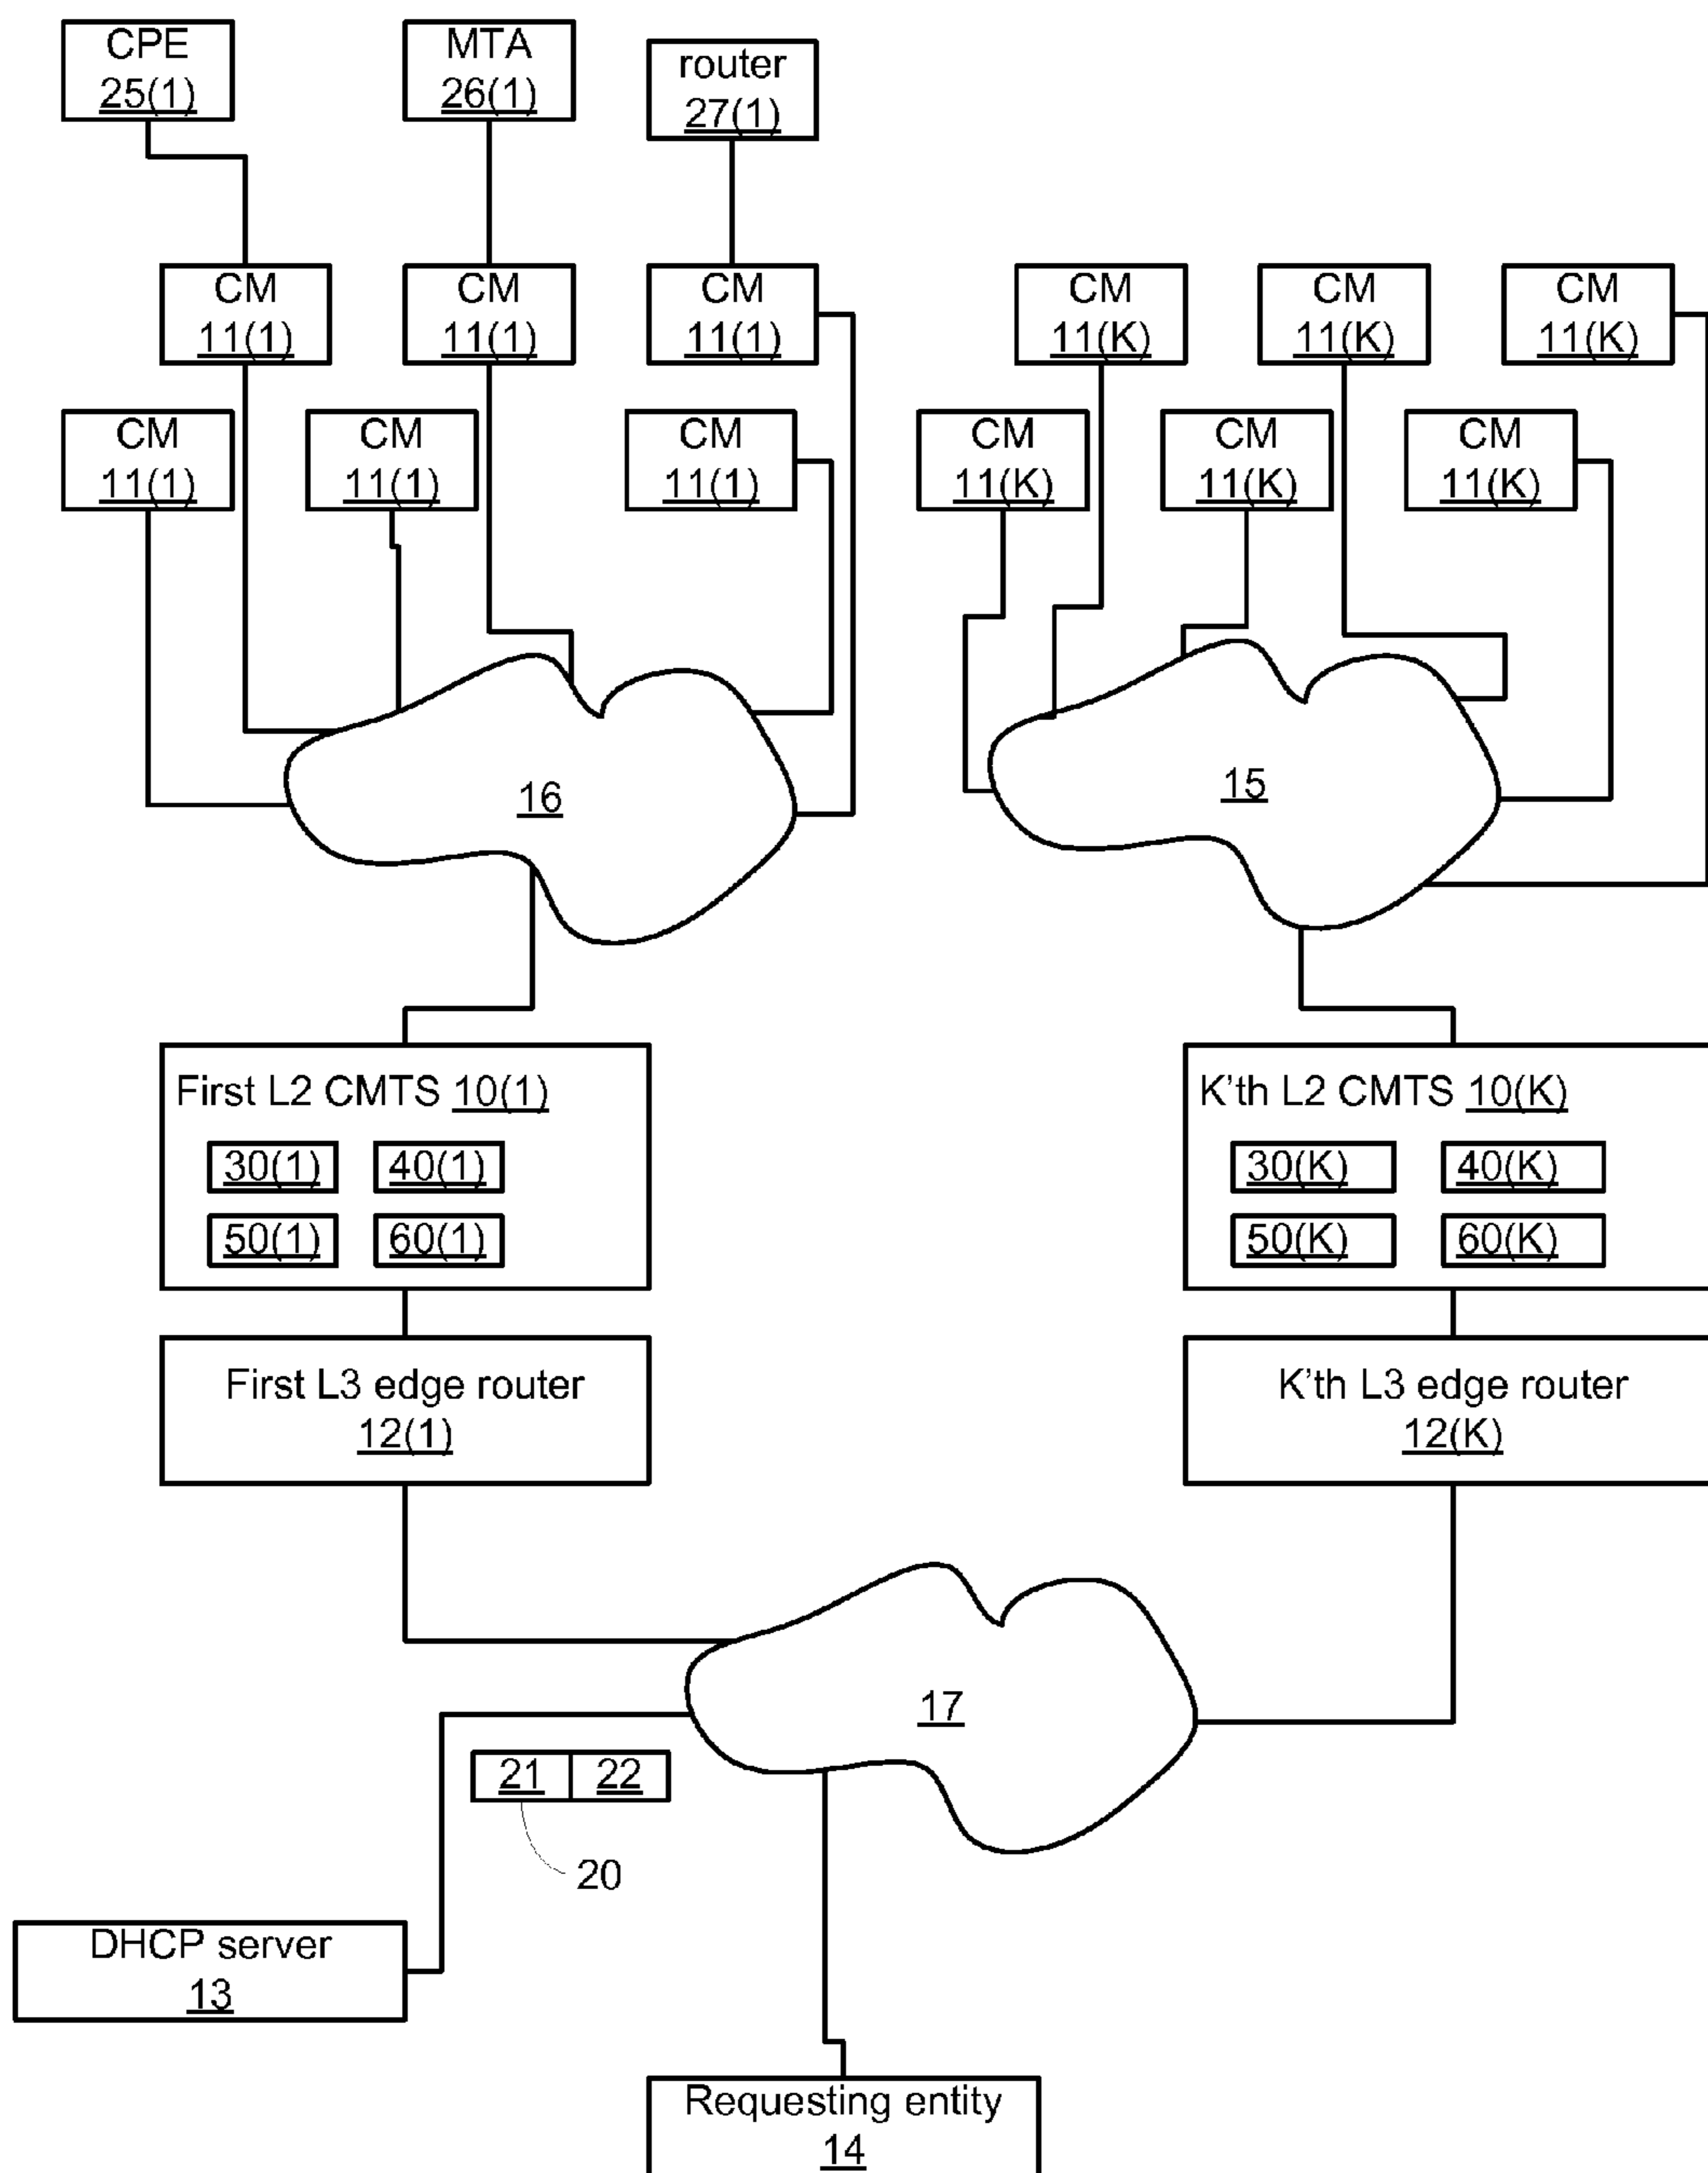 CPE
25(1)
MTA
26(1)
router
27(1)
CM
11(1)
CM
11(1)
CM
11(1)
CM
11(K)
CM
11(K)
CM
11(K)
CM
11(1)
CM
11(1)
CM
11(1)
CM
11(K)
CM
11(K)
CM
11(K)
16
15
First L2 CMTS 10(1)
30(1)
40(1)
50(1)
60(1)
K'th L2 CMTS 10(K)
30(K)
40(K)
50(K)
60(K)
First L3 edge router
12(1)
K'th L3 edge router
12(K)
17
21
22
20
DHCP server
13
Requesting entity
14